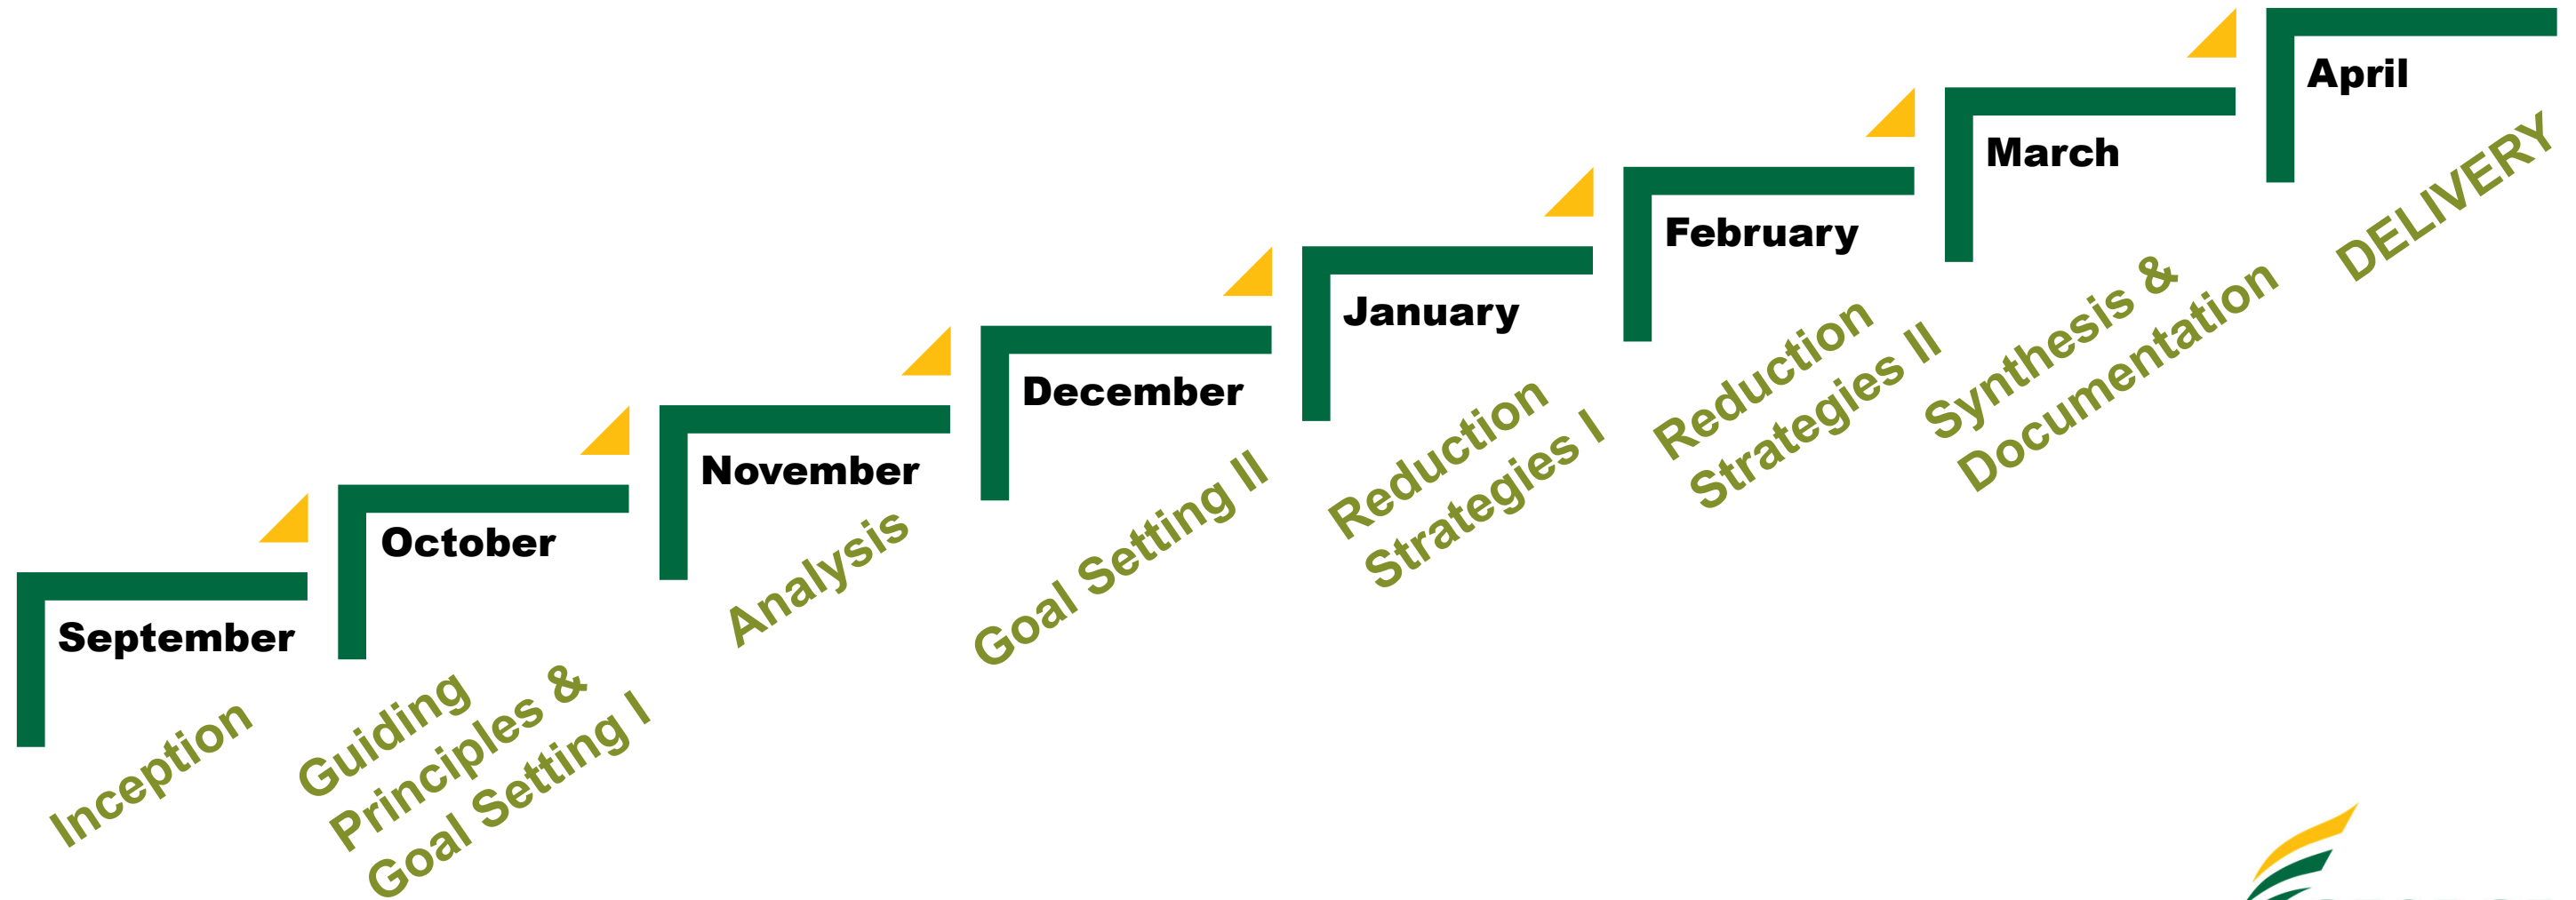 September
Inception
October
Guiding
Principles &
Goal Setting I
November
Analysis
December
Goal Setting II
January
Reduction
Strategies I
February
Reduction
Strategies II
March
Synthesis &
Documentation
April
DELIVERY